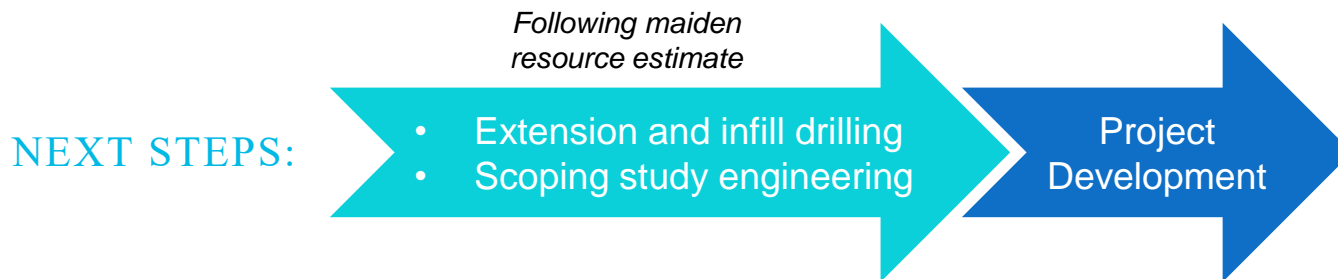 Following maiden
resource estimate
NEXT STEPS:
• Extension and infill drilling
• Scoping study engineering
Project
Development